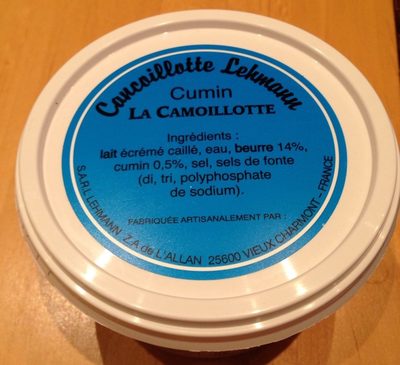 Cancoillotte Lehmann
Cumin
LA CAMOILLOTTE
Ingrédients :
lait écrémé caillé, eau, beurre 14%,
cumin 0,5%, sel, sels de fonte
(di, tri, polyphosphate
de sodium).
FABRIQUÉE ARTISANALEMENT PAR :
S.A.R.L. LEHMANN Z.A de L'ALLAN 25600 VIEUX CHARMONT - FRANCE